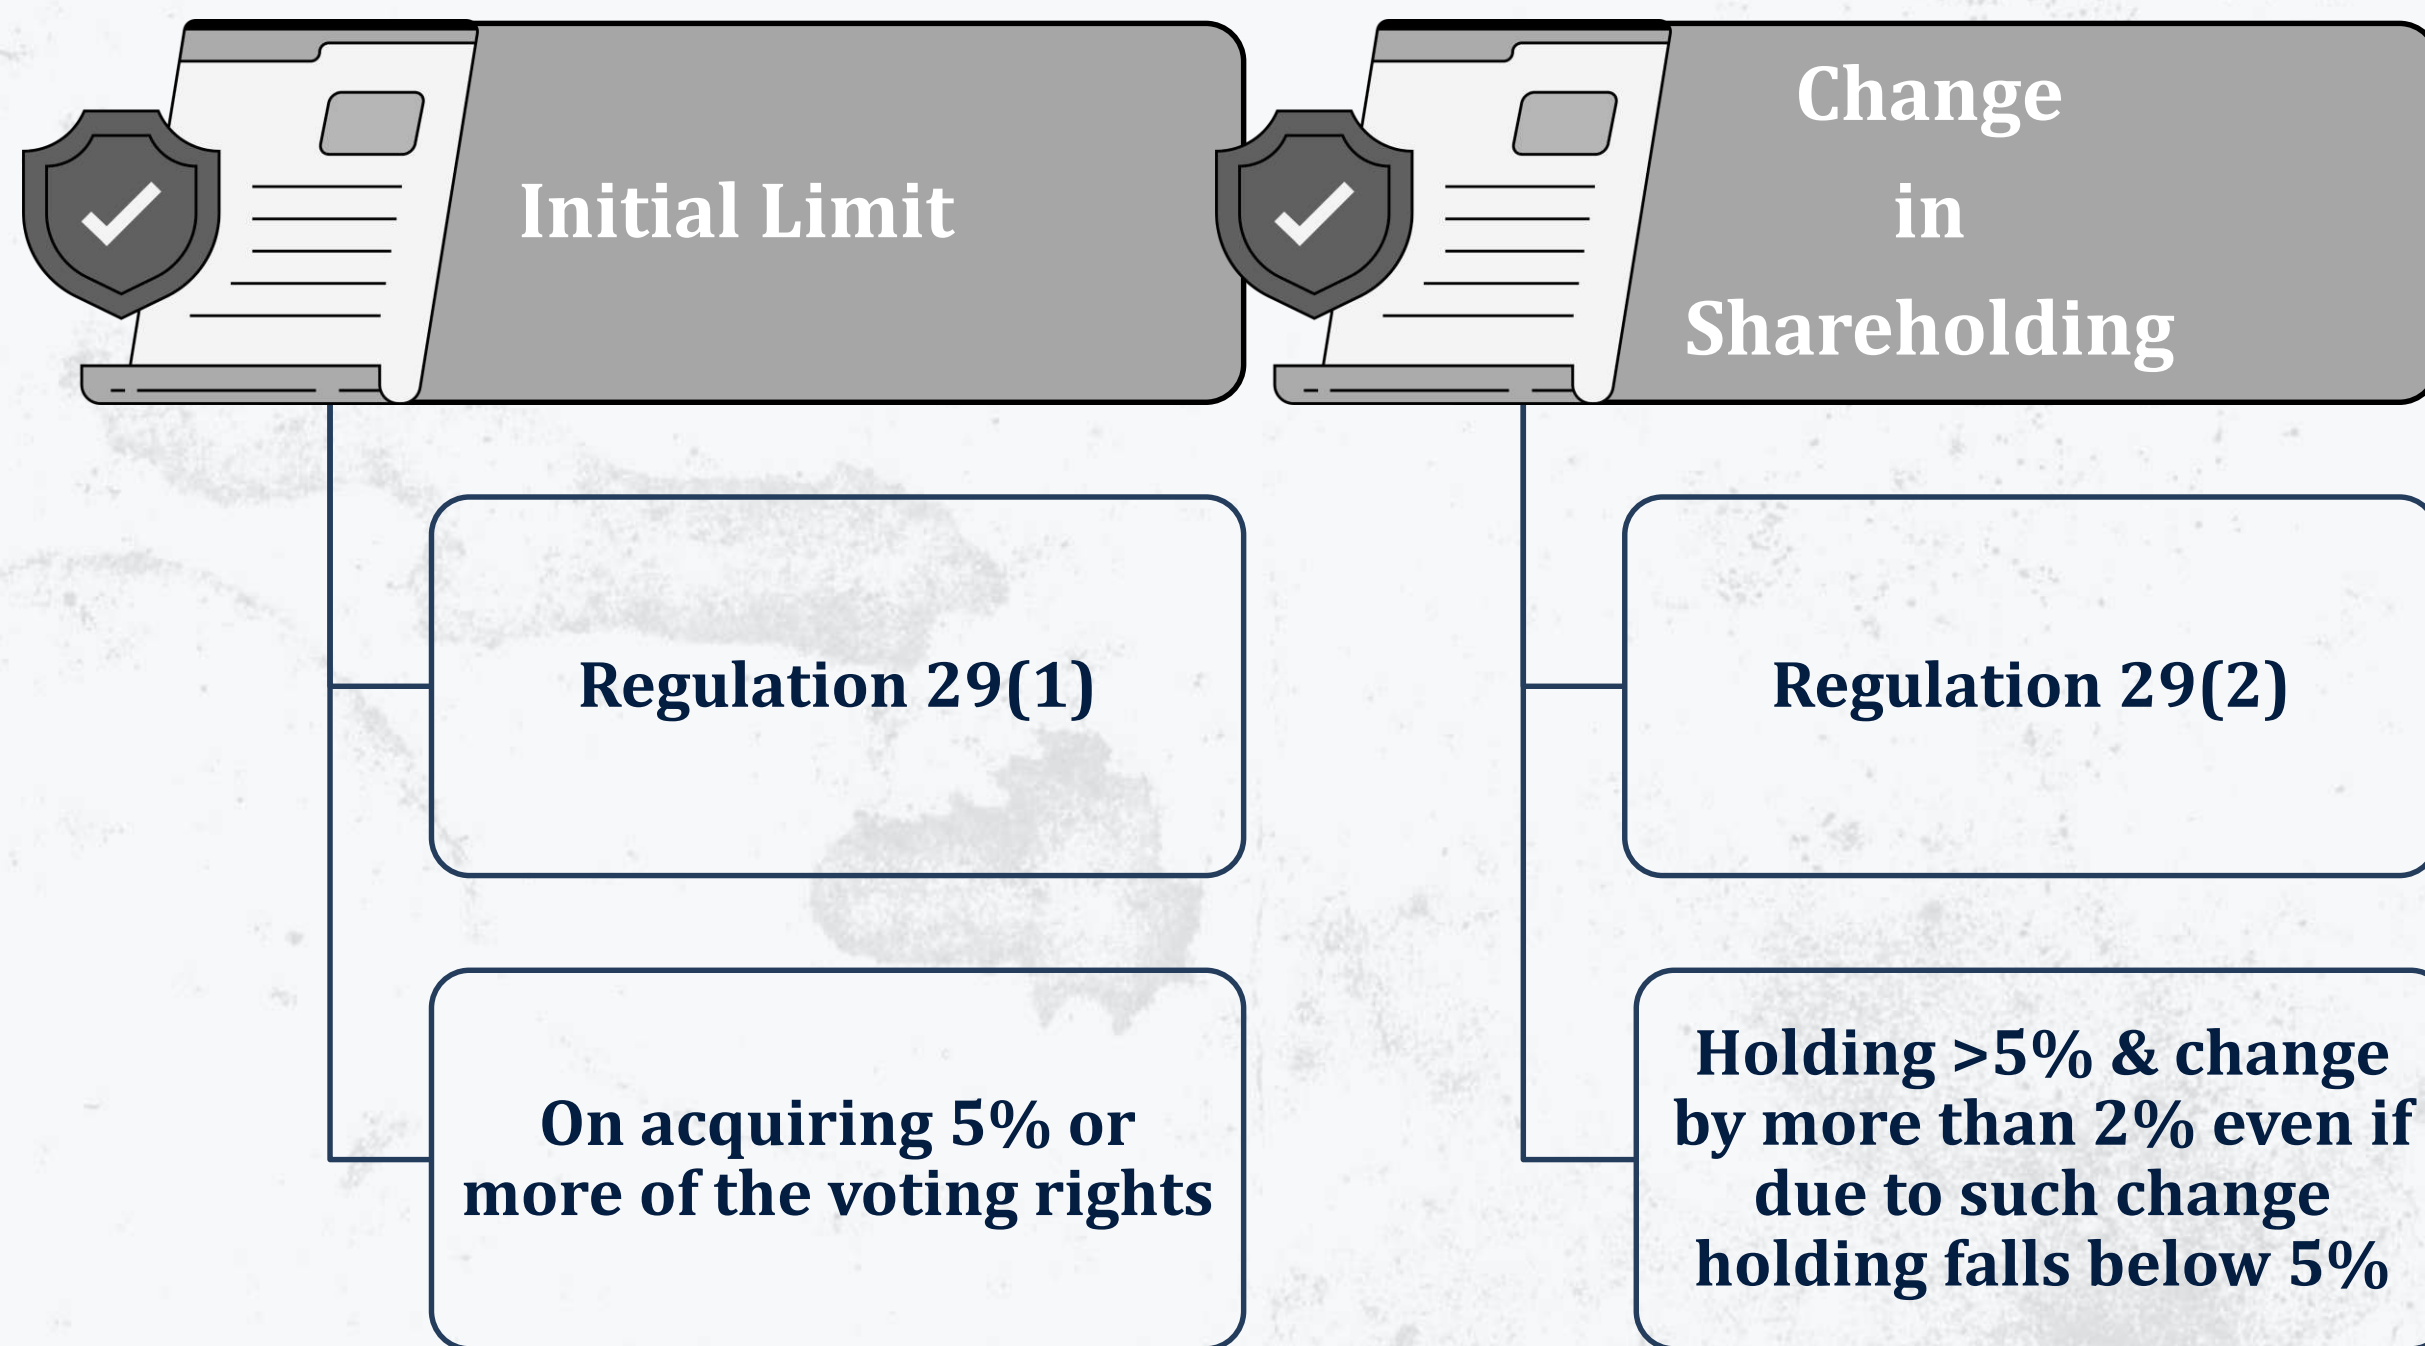 Initial Limit
Regulation 29(1)
On acquiring 5% or
more of the voting rights
Change
in
Shareholding
Regulation 29(2)
Holding >5% & change
by more than 2% even if
due to such change
holding falls below 5%